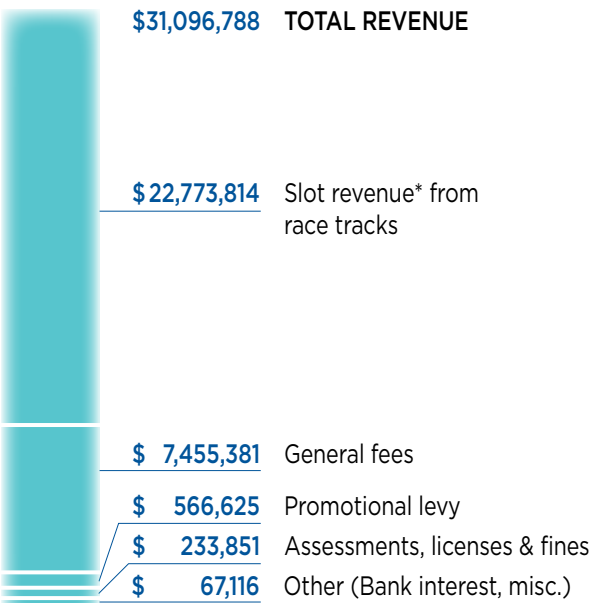 $31,096,788 TOTAL REVENUE
$22,773,814 Slot revenue* from
race tracks
$ 7,455,381 General fees
$ 566,625 Promotional levy
$ 233,851 Assessments, licenses & fines
$ 67,116 Other (Bank interest, misc.)